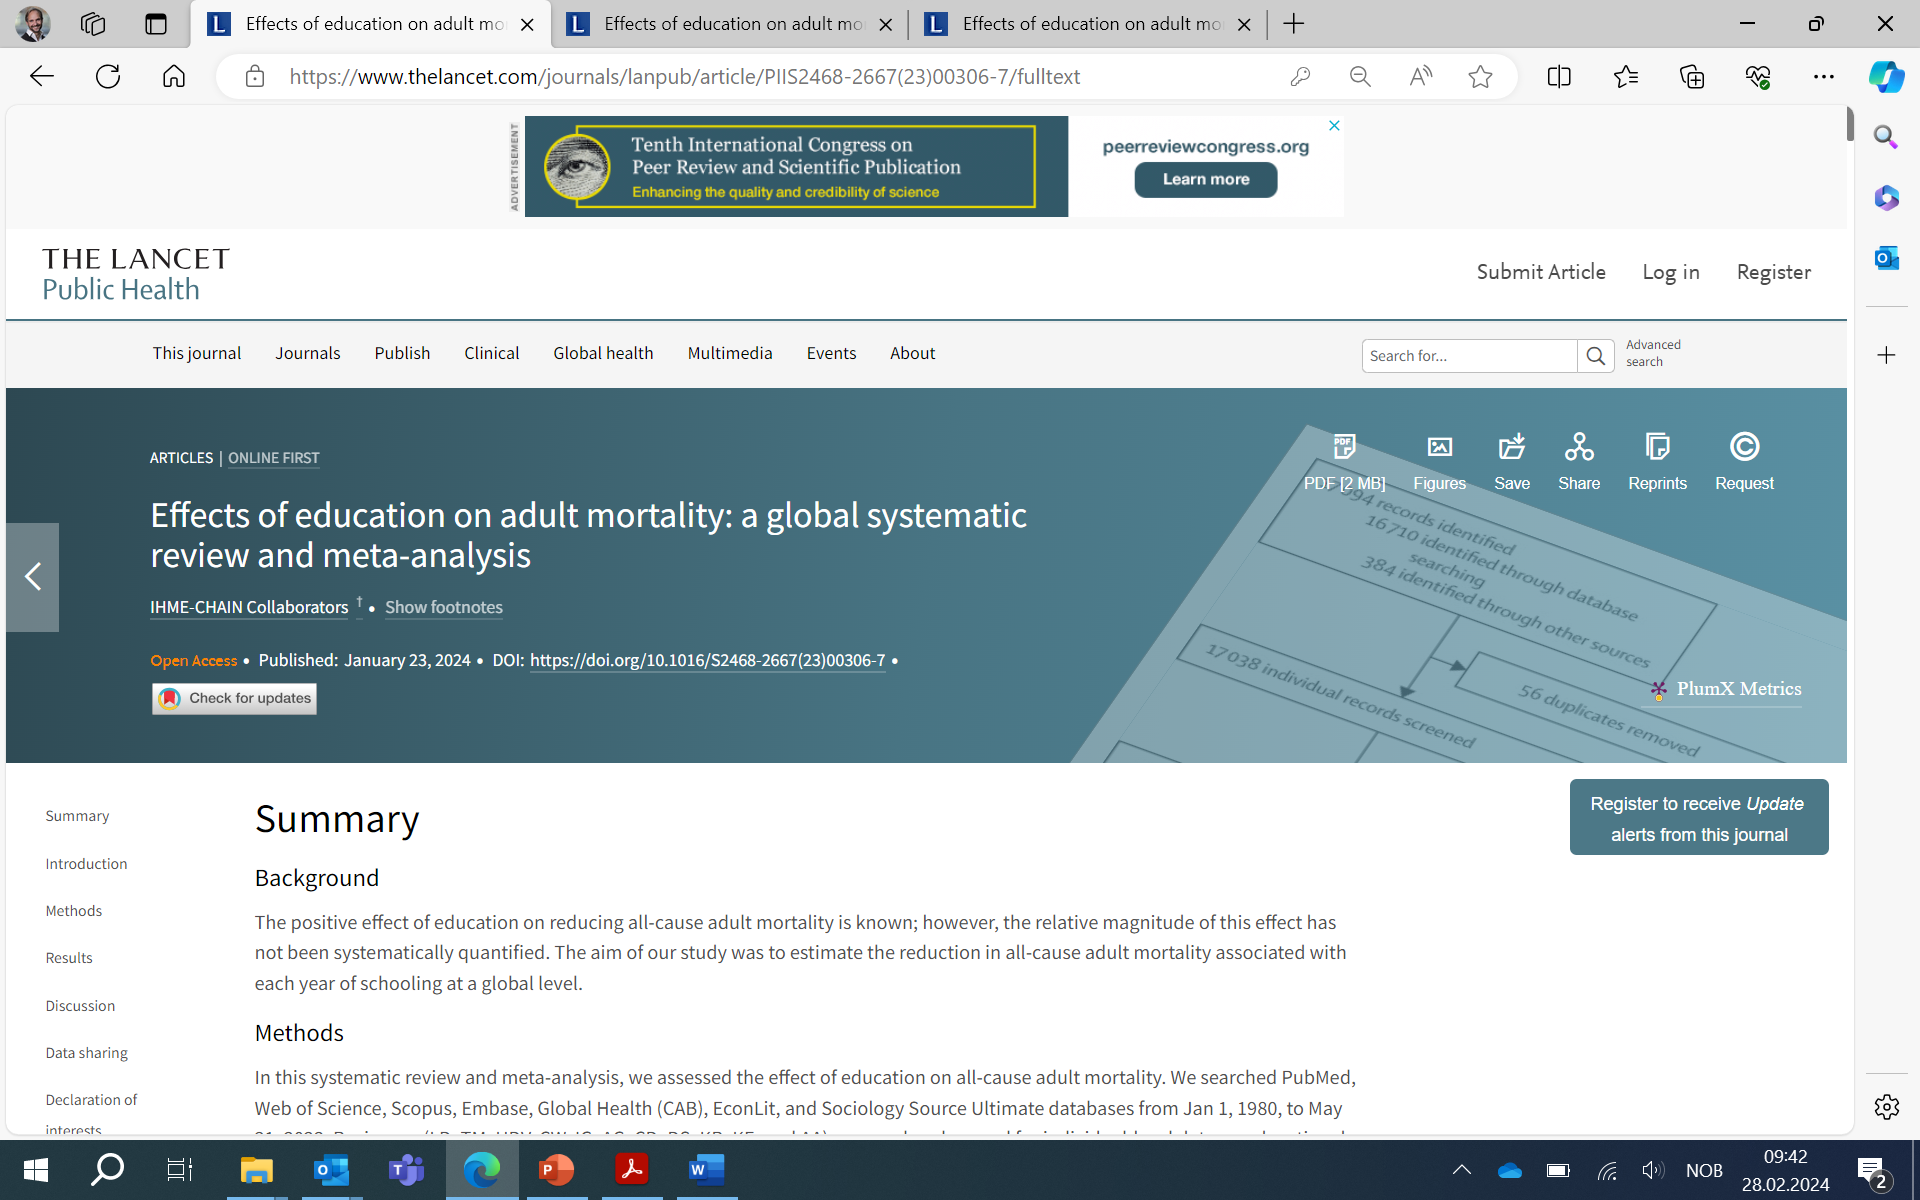 Effects of education on adult mo
Effects of education on adult mo
Effects of education on adult mo
https://www.thelancet.com/journals/lanpub/article/PIIS2468-2667(23)00306-7/fulltext
ADVERTISEMENT
Tenth International Congress on
Peer Review and Scientific Publication
Enhancing the quality and credibility of science
peerreviewcongress.org
Learn more
THE LANCET
Public Health
Submit Article Log in Register
This journal Journals Publish Clinical Global health Multimedia Events About
Search for...
Advanced
search
ARTICLES | ONLINE FIRST
PDF [2 MB] Figures Save Share Reprints Request
Effects of education on adult mortality: a global systematic
review and meta-analysis
IHME-CHAIN Collaborators † • Show footnotes
Open Access • Published: January 23, 2024 • DOI: https://doi.org/10.1016/S2468-2667(23)00306-7 •
Check for updates
094 records identified
16 710 identified through database
searching
384 identified through other sources
17 038 individual records screened
56 duplicates removed
PlumX Metrics
Summary
Introduction
Methods
Results
Discussion
Data sharing
Declaration of
interests
Summary
Background
The positive effect of education on reducing all-cause adult mortality is known; however, the relative magnitude of this effect has
not been systematically quantified. The aim of our study was to estimate the reduction in all-cause adult mortality associated with
each year of schooling at a global level.
Methods
In this systematic review and meta-analysis, we assessed the effect of education on all-cause adult mortality. We searched PubMed,
Web of Science, Scopus, Embase, Global Health (CAB), EconLit, and Sociology Source Ultimate databases from Jan 1, 1980, to May
Register to receive Update
alerts from this journal
NOB
09:42
28.02.2024
2